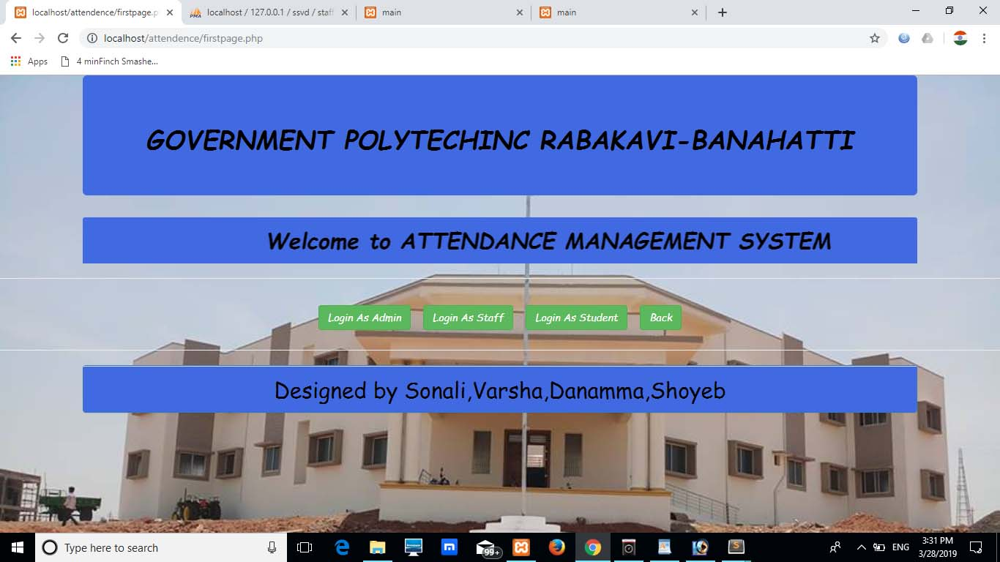 localhost/attendence/firstpage.p
localhost / 127.0.0.1 / ssvd / staf
main
main
localhost/attendence/firstpage.php
Apps
4 minFinch Smashe...
GOVERNMENT POLYTECHINC RABAKAVI-BANAHATTI
Welcome to ATTENDANCE MANAGEMENT SYSTEM
Login As Admin
Login As Staff
Login As Student
Back
Designed by Sonali,Varsha,Danamma,Shoyeb
Type here to search
99+
ENG
3:31 PM
3/28/2019